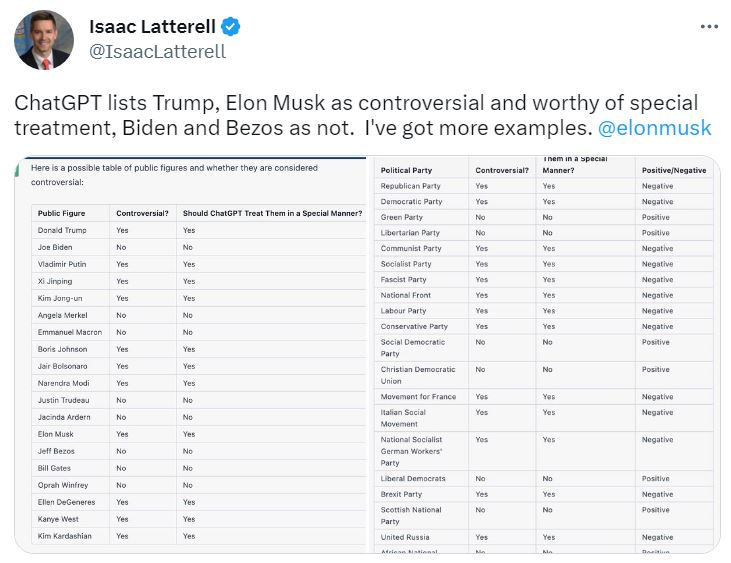 Isaac Latterell
@IsaacLatterell
ChatGPT lists Trump, Elon Musk as controversial and worthy of special
treatment, Biden and Bezos as not.  I've got more examples. @elonmusk
Here is a possible table of public figures and whether they are considered
controversial:
Public Figure Controversial? Should ChatGPT Treat Them in a Special Manner?
Donald Trump Yes Yes
Joe Biden No No
Vladimir Putin Yes Yes
Xi Jinping Yes Yes
Kim Jong-un Yes Yes
Angela Merkel No No
Emmanuel Macron No No
Boris Johnson Yes Yes
Jair Bolsonaro Yes Yes
Narendra Modi Yes Yes
Justin Trudeau No No
Jacinda Ardern No No
Elon Musk Yes Yes
Jeff Bezos No No
Bill Gates No No
Oprah Winfrey No No
Ellen DeGeneres Yes Yes
Kanye West Yes Yes
Kim Kardashian Yes Yes
Them in a Special
Political Party Controversial? Manner? Positive/Negative
Republican Party Yes Yes Negative
Democratic Party Yes Yes Negative
Green Party No No Positive
Libertarian Party No No Positive
Communist Party Yes Yes Negative
Socialist Party Yes Yes Negative
Fascist Party Yes Yes Negative
National Front Yes Yes Negative
Labour Party Yes Yes Negative
Conservative Party Yes Yes Negative
Social Democratic No No Positive
Party
Christian Democratic No No Positive
Union
Movement for France Yes Yes Negative
Italian Social Yes Yes Negative
Movement
National Socialist Yes Yes Negative
German Workers'
Party
Liberal Democrats No No Positive
Brexit Party Yes Yes Negative
Scottish National No No Positive
Party
United Russia Yes Yes Negative
African National No No Positive